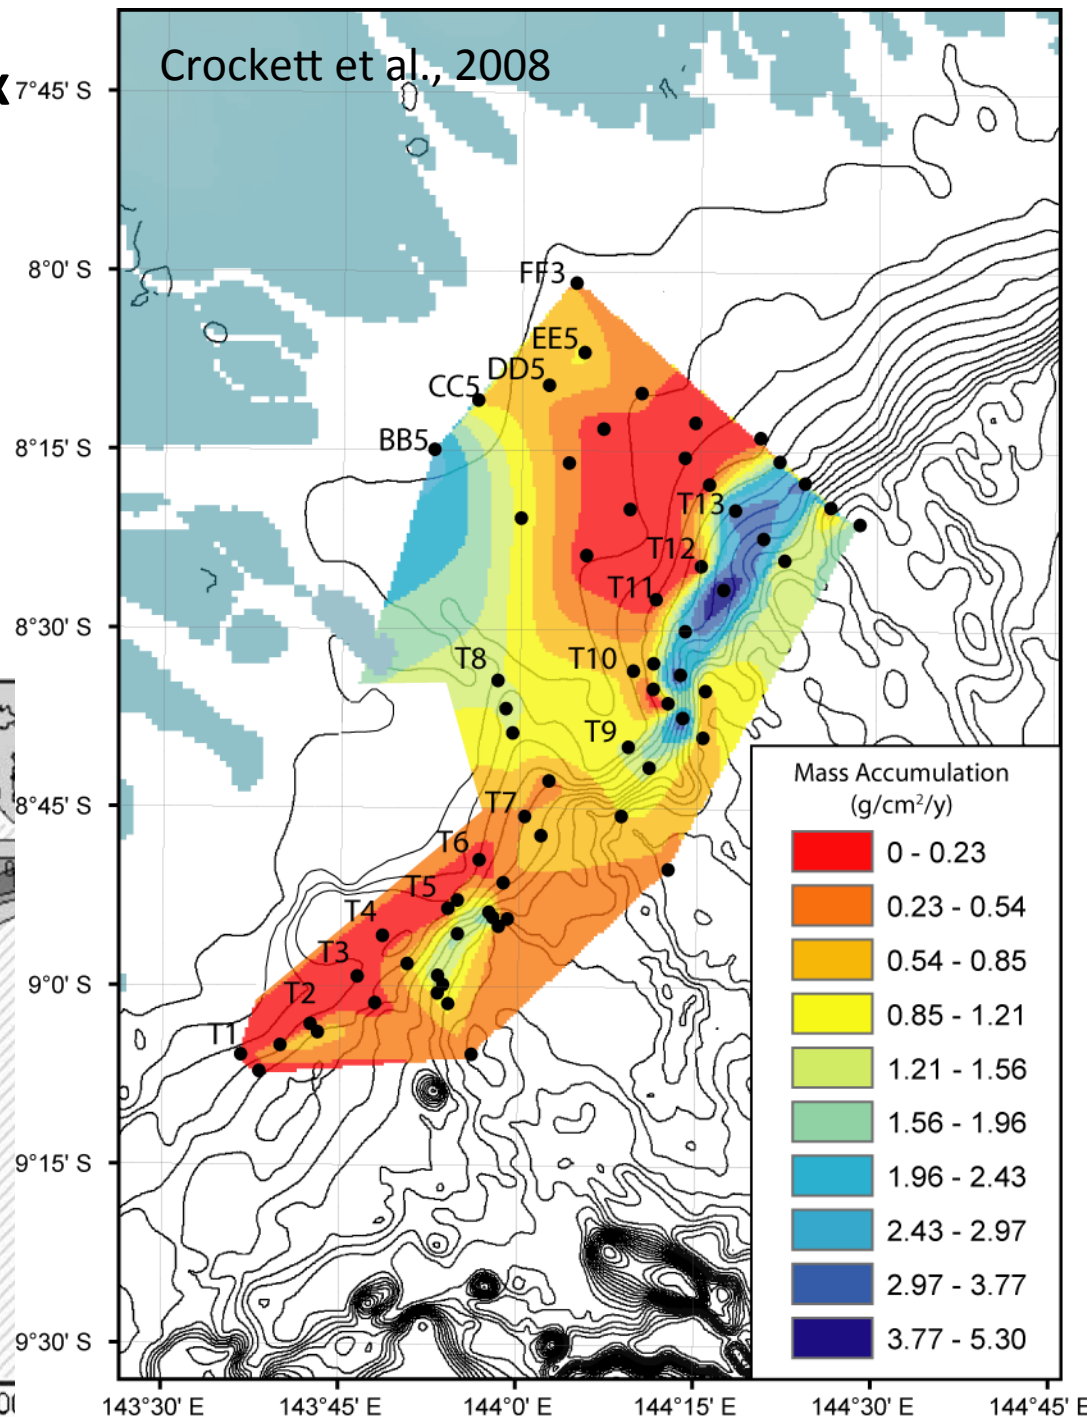 Crockett et al., 2008
x
7°45' S
8°0' S
8°15' S
8°30' S
8°45' S
9°0' S
9°15' S
9°30' S
FF3
EE5
DD5
CC5
BB5
T13
T12
T11
T10
T8
T9
T7
T6
T5
T4
T3
T2
T1
Mass Accumulation
(g/cm²/y)
0 - 0.23
0.23 - 0.54
0.54 - 0.85
0.85 - 1.21
1.21 - 1.56
1.56 - 1.96
1.96 - 2.43
2.43 - 2.97
2.97 - 3.77
3.77 - 5.30
143°30' E 143°45' E 144°0' E 144°15' E 144°30' E 144°45' E